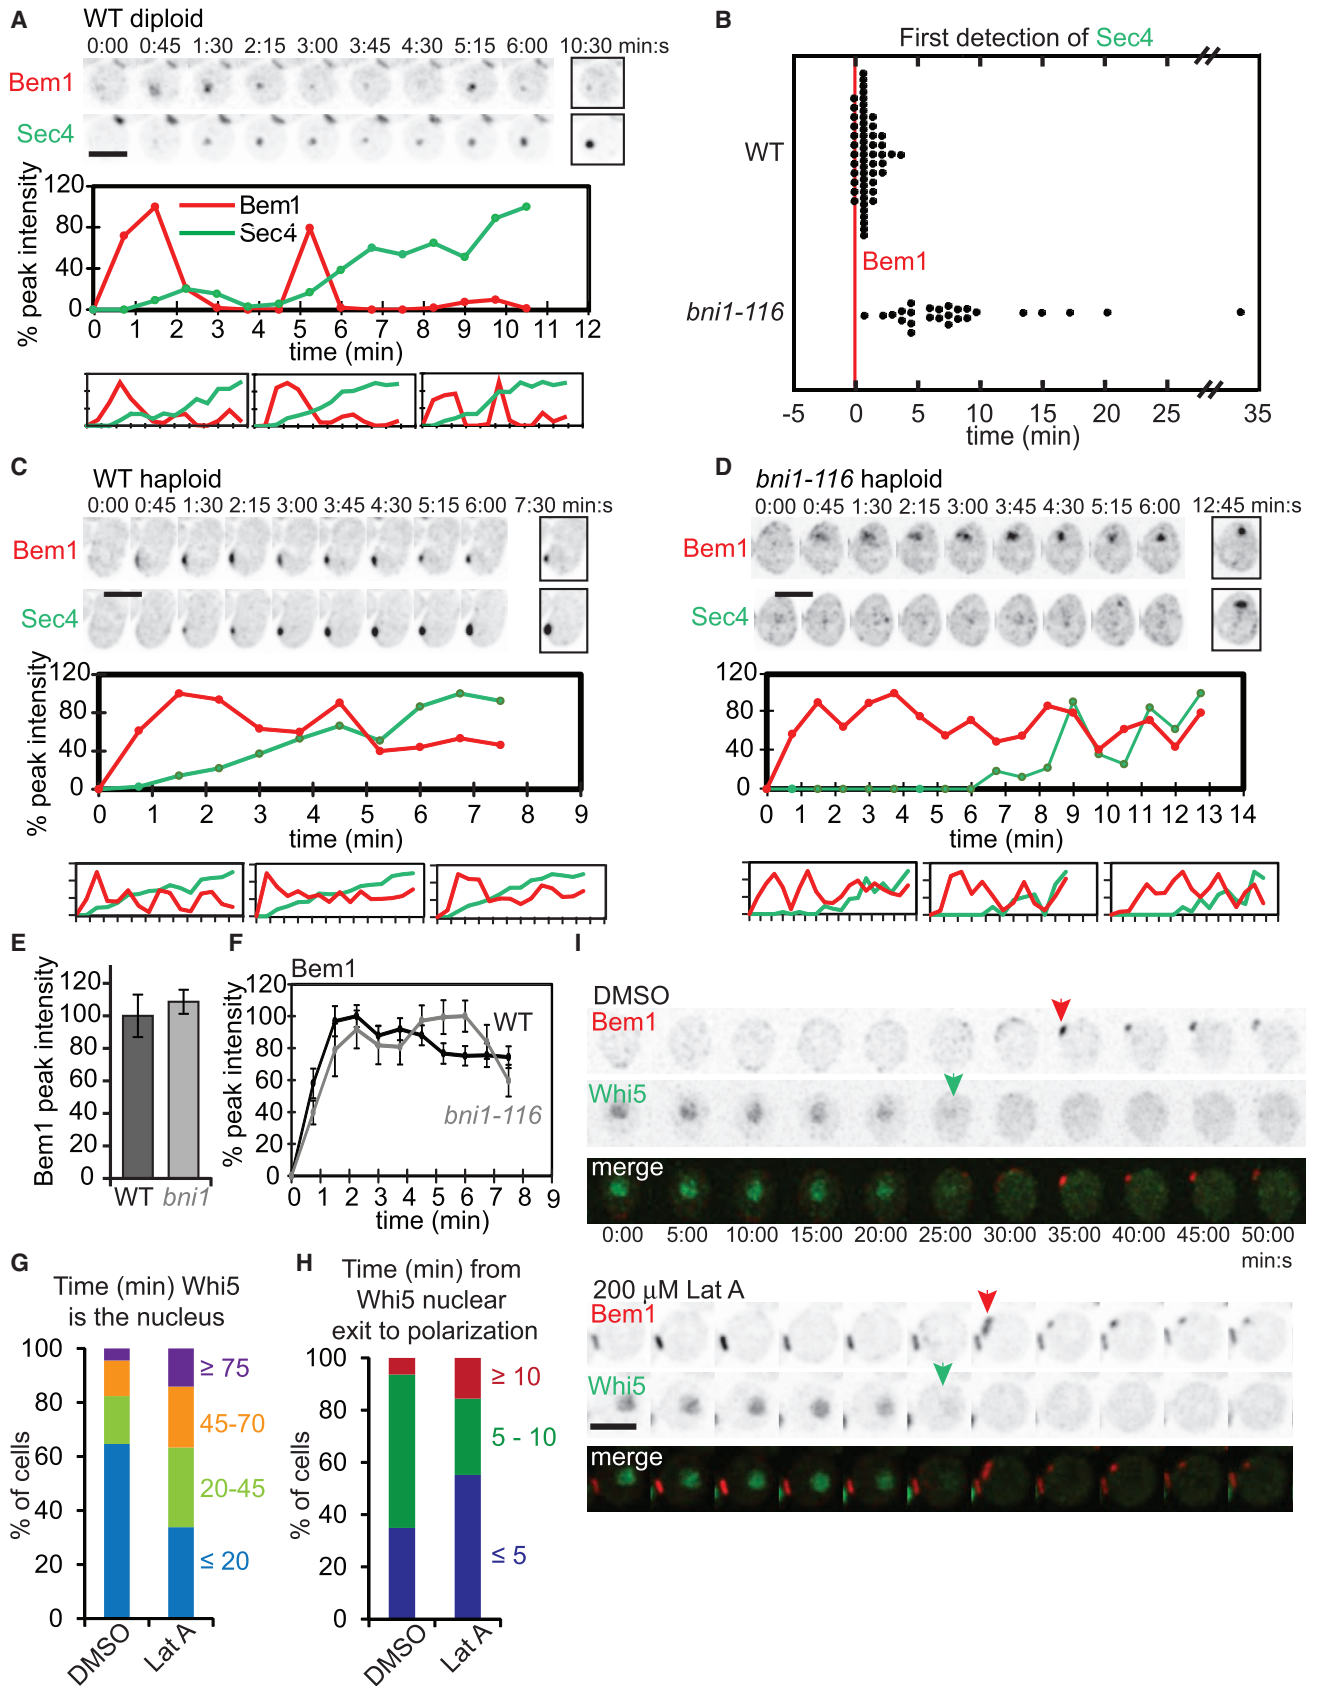 A
WT diploid
0:00 0:45 1:30 2:15 3:00 3:45 4:30 5:15 6:00 10:30 min:s
Bem1
Sec4
% peak intensity
120
80
40
0
Bem1
Sec4
0 1 2 3 4 5 6 7 8 9 10 11 12
time (min)
B
First detection of Sec4
WT
Bem1
bni1-116
-5 0 5 10 15 20 25 35
time (min)
C
WT haploid
0:00 0:45 1:30 2:15 3:00 3:45 4:30 5:15 6:00 7:30 min:s
Bem1
Sec4
% peak intensity
120
80
40
0
0 1 2 3 4 5 6 7 8 9
time (min)
D
bni1-116 haploid
0:00 0:45 1:30 2:15 3:00 3:45 4:30 5:15 6:00 12:45 min:s
Bem1
Sec4
120
80
40
0
0 1 2 3 4 5 6 7 8 9 10 11 12 13 14
time (min)
E
Bem1 peak intensity
120
100
80
60
40
20
0
WT bni1
F
Bem1
% peak intensity
120
100
80
60
40
20
0
WT
bni1-116
0 1 2 3 4 5 6 7 8 9
time (min)
G
Time (min) Whi5
is the nucleus
% of cells
100
80
60
40
20
0
≥ 75
45-70
20-45
≤ 20
DMSO Lat A
H
Time (min) from
Whi5 nuclear
exit to polarization
% of cells
100
80
60
40
20
0
≥ 10
5 - 10
≤ 5
DMSO Lat A
I
DMSO
Bem1
Whi5
merge
0:00 5:00 10:00 15:00 20:00 25:00 30:00 35:00 40:00 45:00 50:00
min:s
200 µM Lat A
Bem1
Whi5
merge